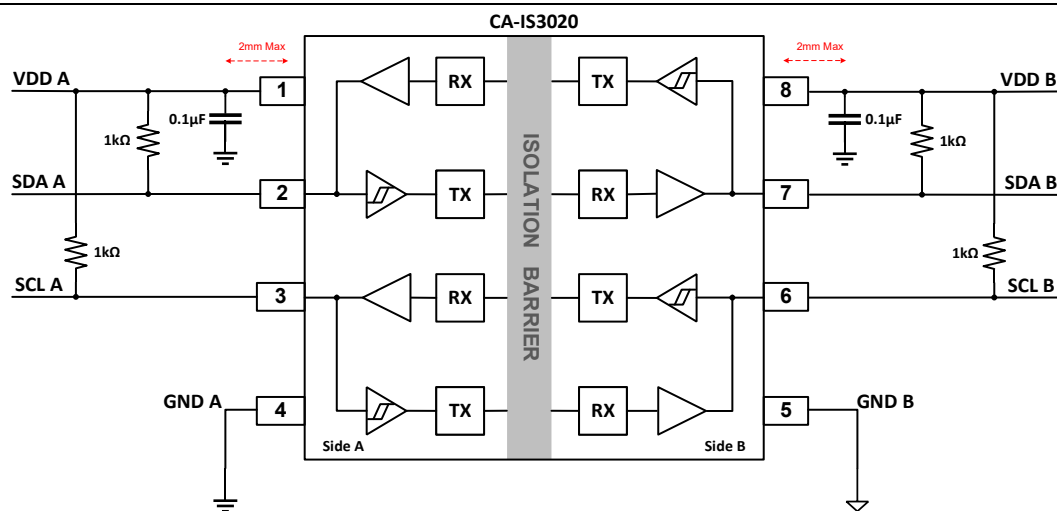 CA-IS3020
2mm Max
2mm Max
VDD A
1
RX
TX
8
VDD B
0.1µF
0.1µF
1kΩ
1kΩ
SDA A
2
TX
RX
7
SDA B
ISOLATION BARRIER
1kΩ
1kΩ
SCL A
3
RX
TX
6
SCL B
GND A
4
TX
RX
5
GND B
Side A
Side B